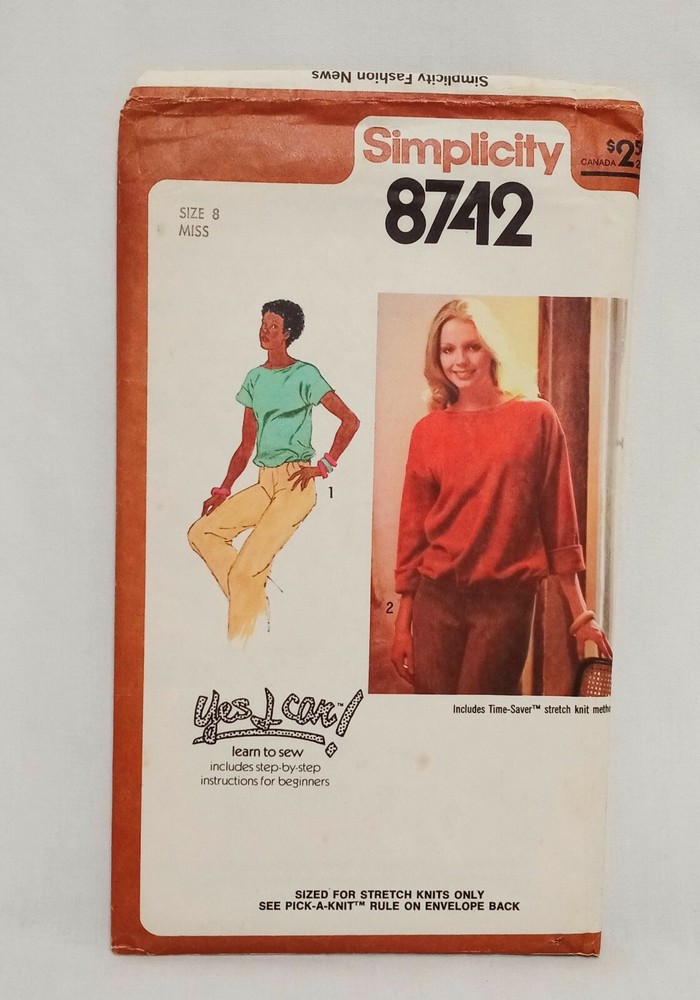 Simplicity Fashion News
Simplicity
$2
CANADA
8742
SIZE 8
MISS
1
2
Includes Time-Saver™ stretch knit
Yes I can!™
learn to sew
includes step-by-step
instructions for beginners
SIZED FOR STRETCH KNITS ONLY
SEE PICK-A-KNIT™ RULE ON ENVELOPE BACK